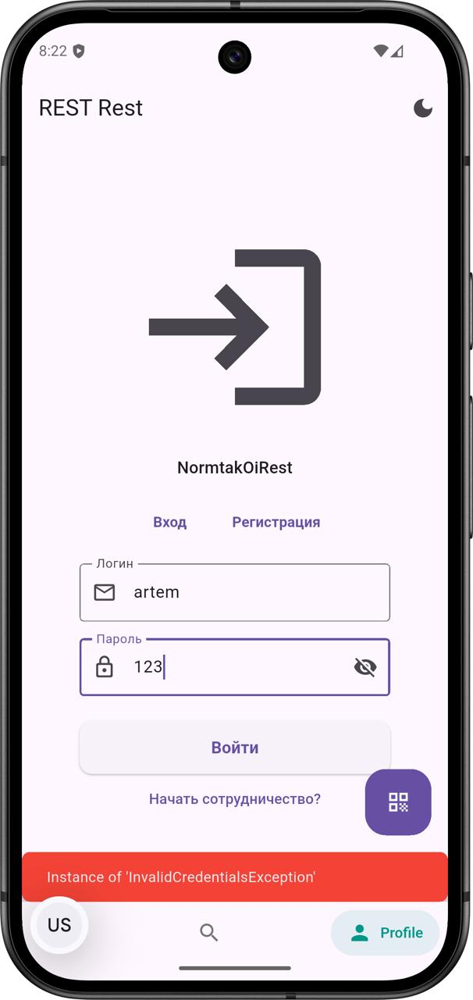 8:22
REST Rest
NormtakOiRest
Вход Регистрация
Логин
artem
Пароль
123
Войти
Начать сотрудничество?
Instance of 'InvalidCredentialsException'
US
Profile